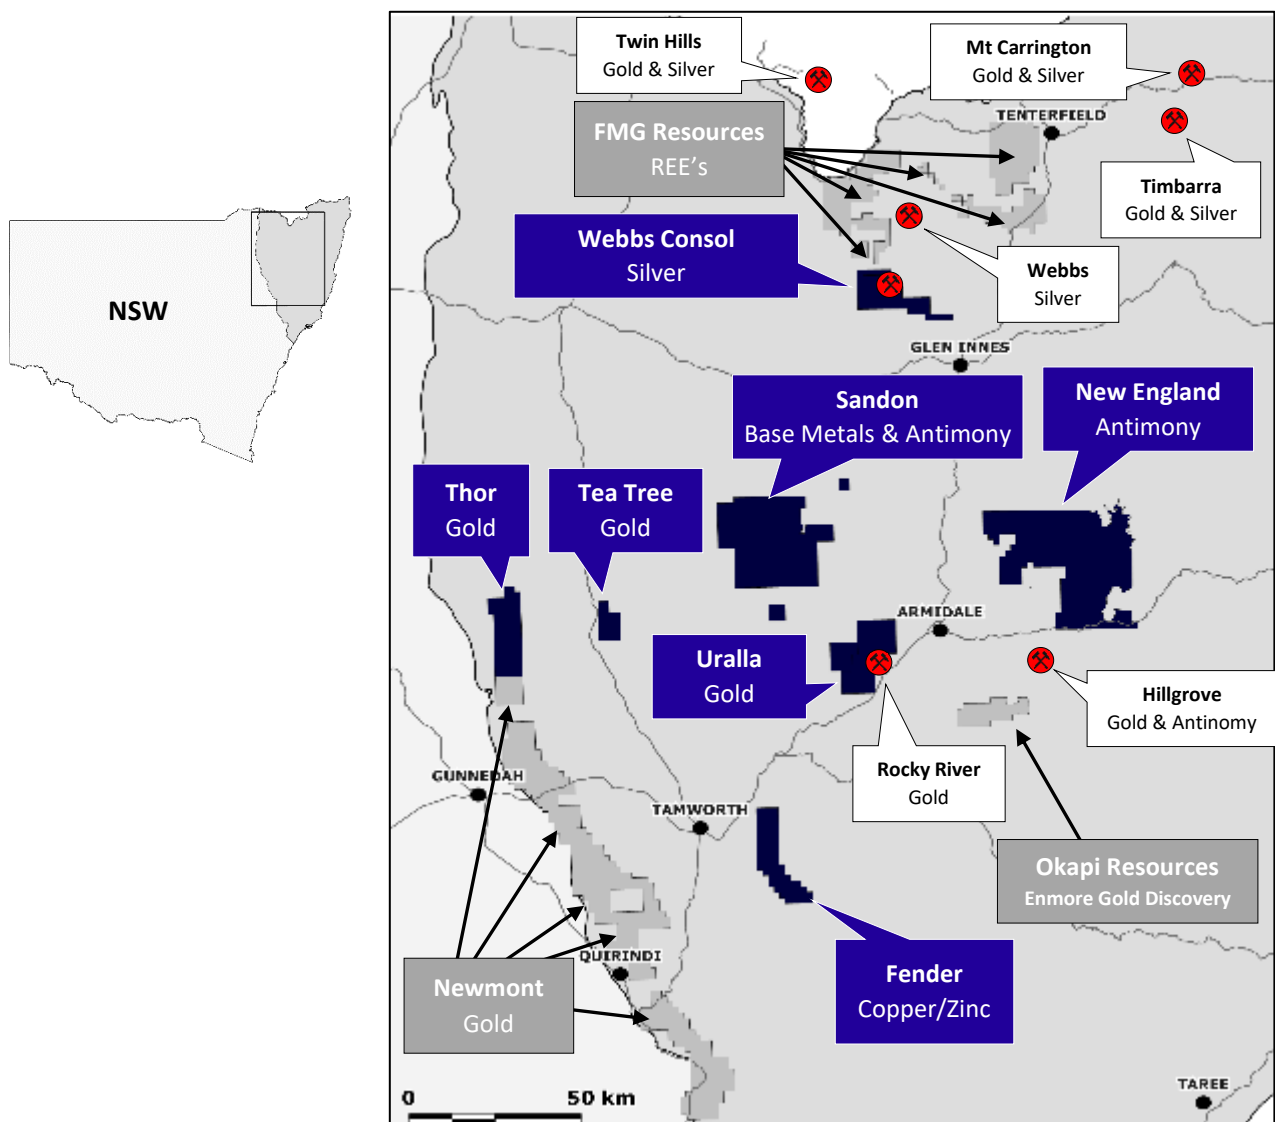 Twin Hills
Gold & Silver
Mt Carrington
Gold & Silver
TENTERFIELD
FMG Resources
REE's
Timbarra
Gold & Silver
Webbs Consol
Silver
Webbs
Silver
NSW
GLEN INNES
Sandon
Base Metals & Antimony
New England
Antimony
Thor
Gold
Tea Tree
Gold
ARMIDALE
Uralla
Gold
Hillgrove
Gold & Antinomy
Rocky River
Gold
GUNNEDAH
TAMWORTH
Okapi Resources
Enmore Gold Discovery
QUIRINDI
Newmont
Gold
Fender
Copper/Zinc
TAREE
0 50 km